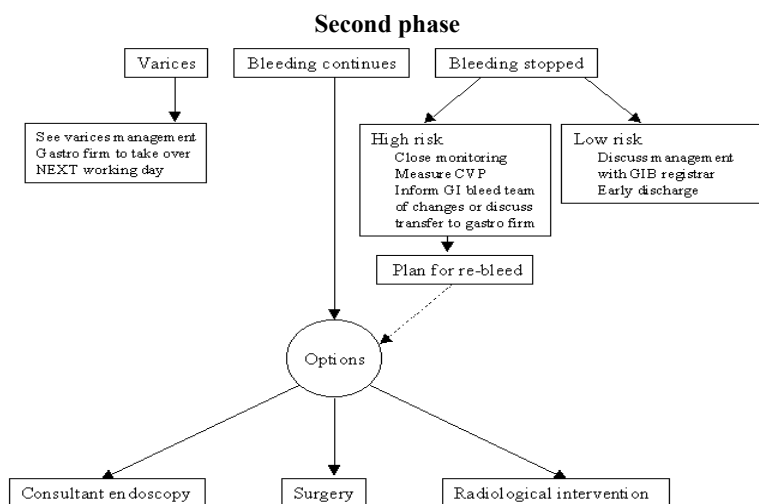 Second phase
Varices
Bleeding continues
Bleeding stopped
See varices management
Gastro firm to take over
NEXT working day
High risk
Close monitoring
Measure CVP
Inform GI bleed team
of changes or discuss
transfer to gastro firm
Low risk
Discuss management
with GIB registrar
Early discharge
Plan for re-bleed
Options
Consultant endoscopy
Surgery
Radiological intervention